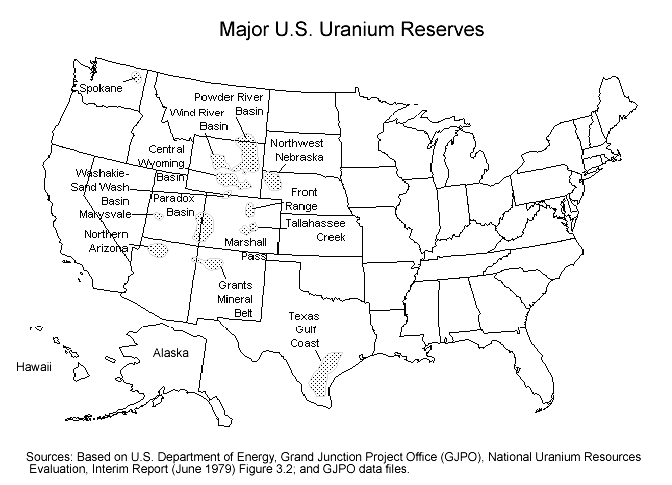 Major U.S. Uranium Reserves
Spokane
Powder River
Basin
Wind River
Basin
Central
Wyoming
Basin
Northwest
Nebraska
Washakie-
Sand Wash
Basin
Marysvale
Paradox
Basin
Front
Range
Tallahassee
Creek
Northern
Arizona
Marshall
Pass
Grants
Mineral
Belt
Texas
Gulf
Coast
Alaska
Hawaii
Sources: Based on U.S. Department of Energy, Grand Junction Project Office (GJPO), National Uranium Resources
Evaluation, Interim Report (June 1979) Figure 3.2; and GJPO data files.